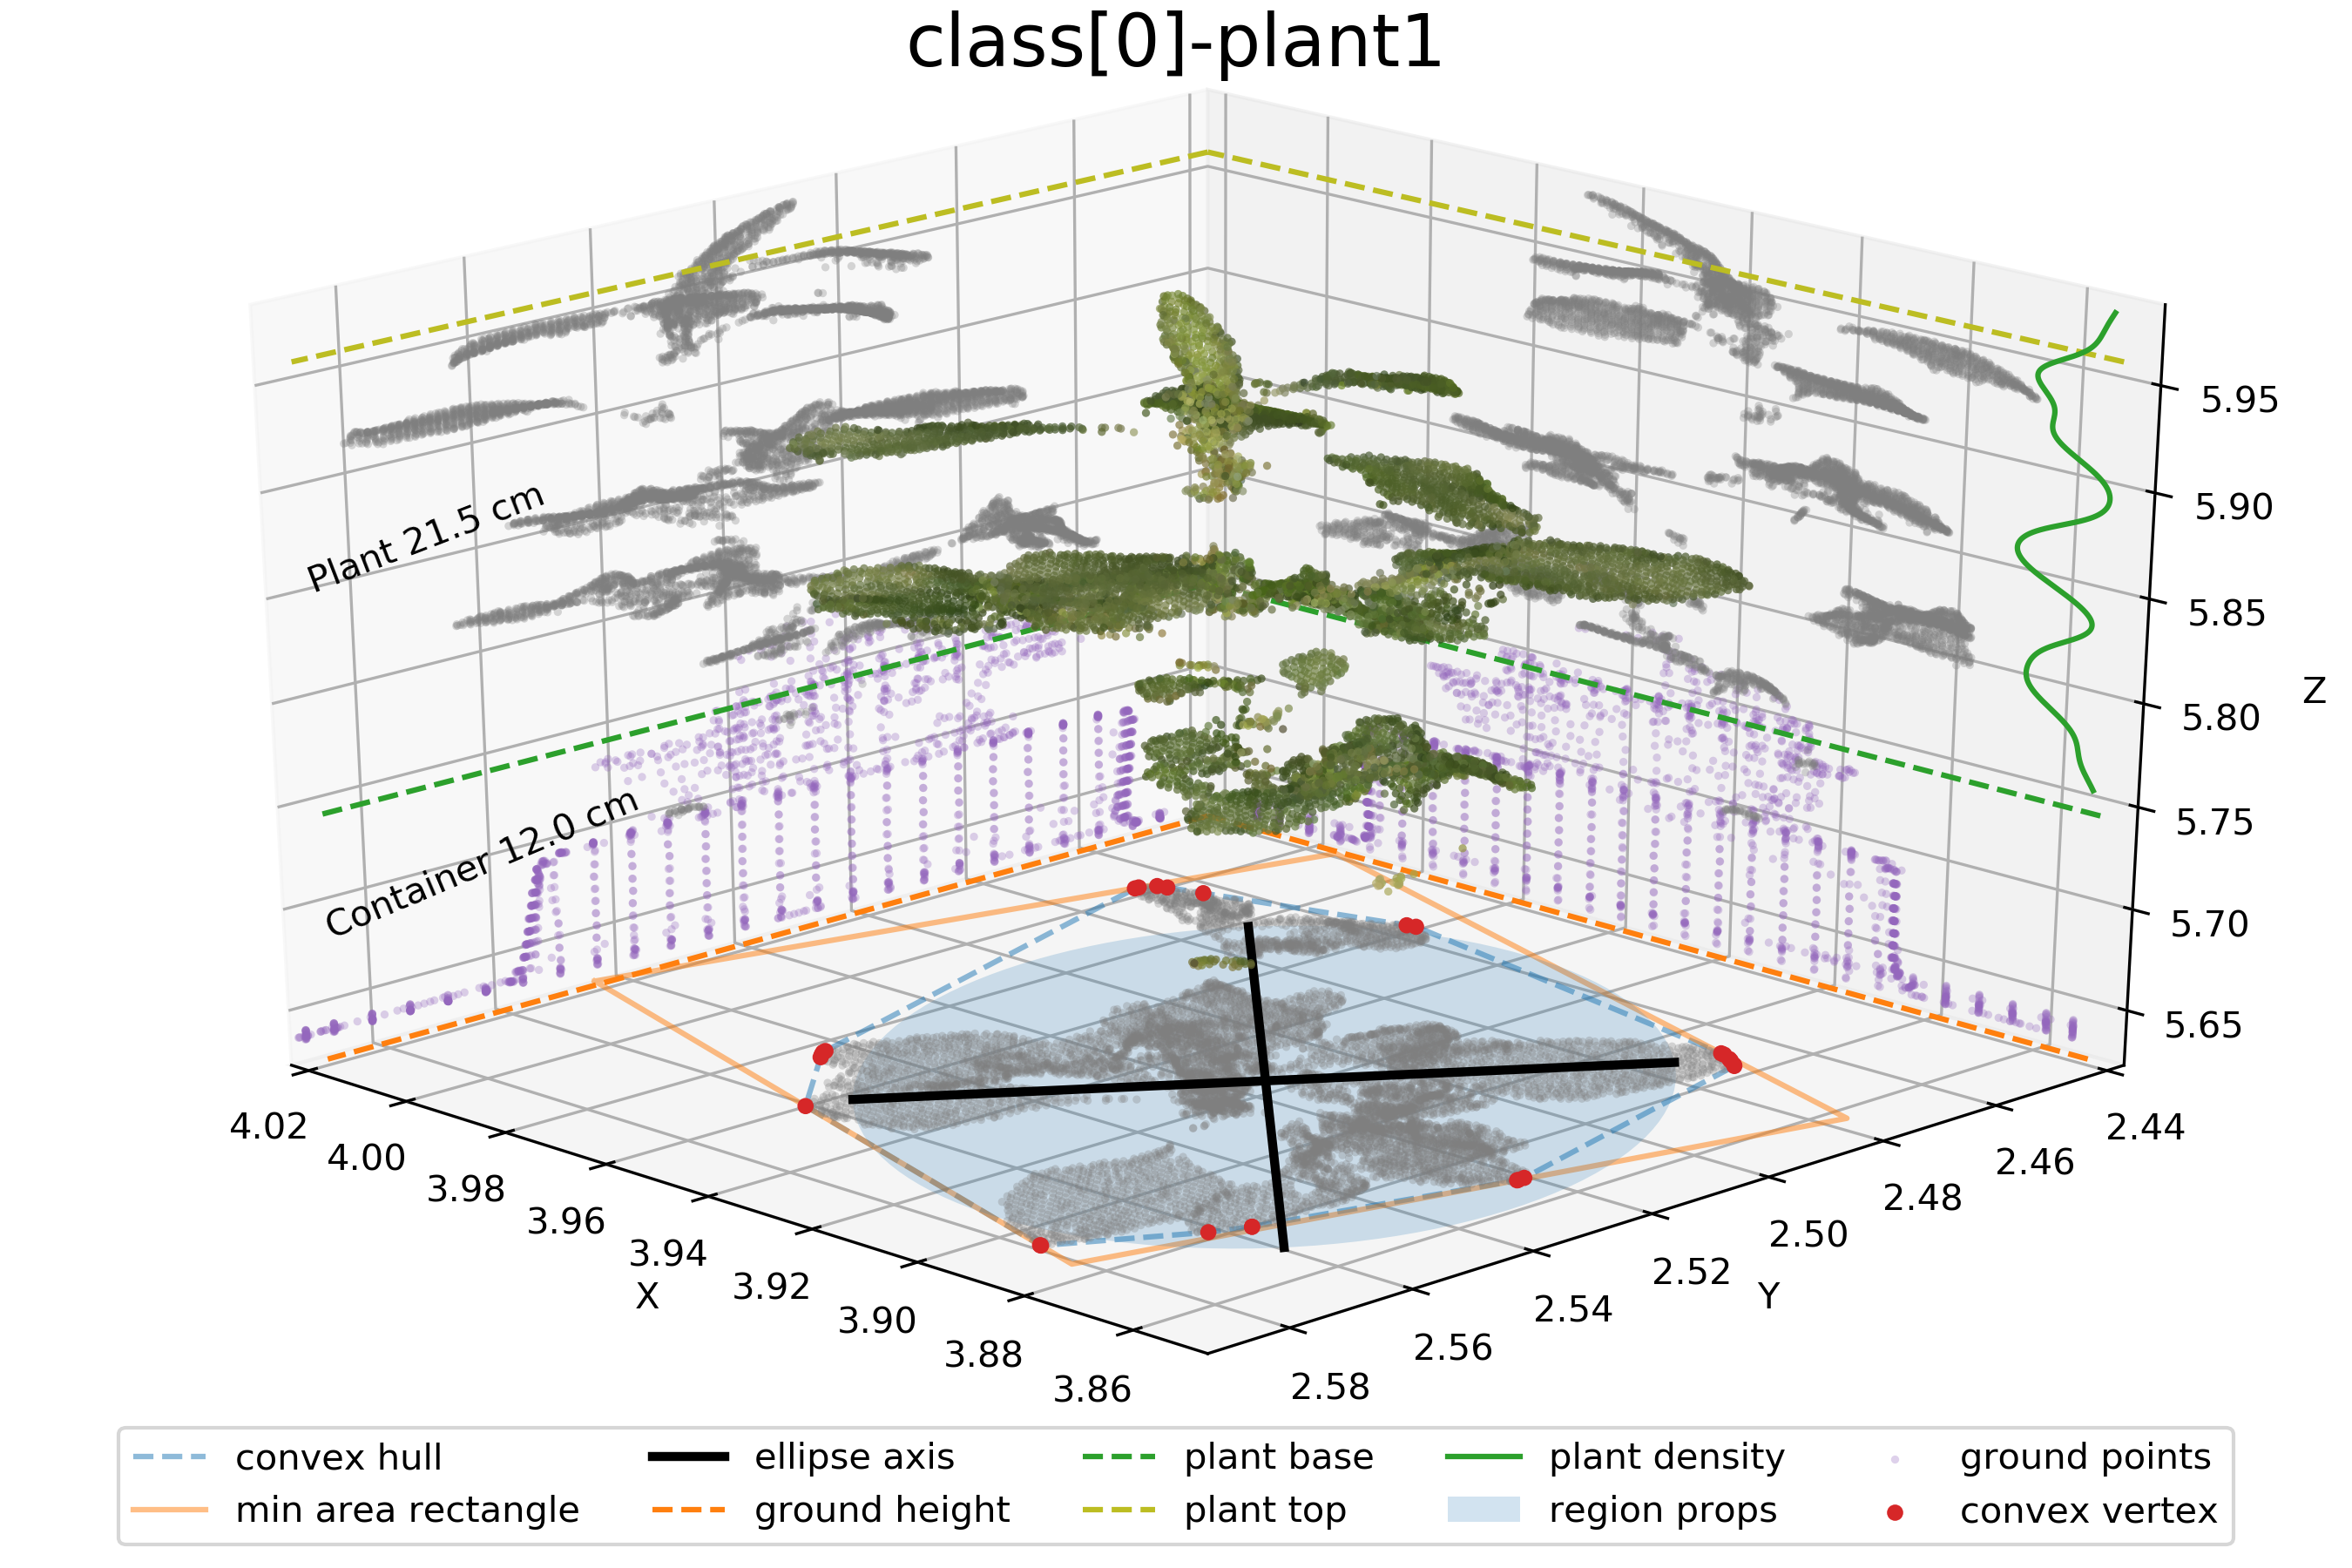 class[0]-plant1
Plant 21.5 cm
Container 12.0 cm
5.95
5.90
5.85
5.80
5.75
5.70
5.65
Z
4.02
4.00
3.98
3.96
3.94
3.92
3.90
3.88
3.86
X
2.44
2.46
2.48
2.50
2.52
2.54
2.56
2.58
Y
convex hull
min area rectangle
ellipse axis
ground height
plant base
plant top
plant density
region props
ground points
convex vertex